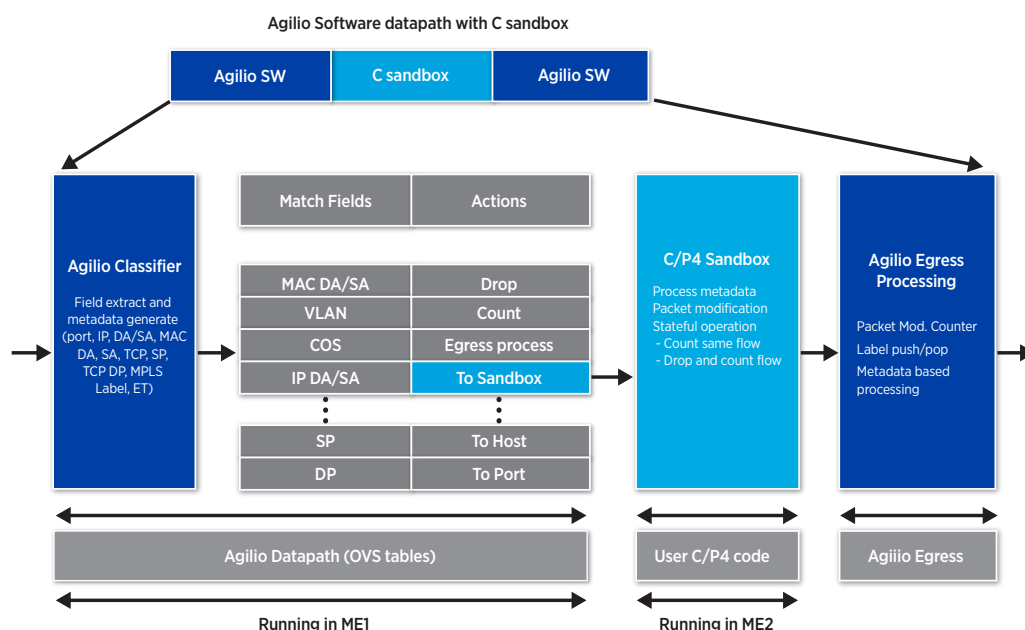 Agilio Software datapath with C sandbox
Agilio SW
C sandbox
Agilio SW
Match Fields
Actions
Agilio Classifier
Field extract and
metadata generate
(port, IP, DA/SA, MAC
DA, SA, TCP, SP,
TCP DP, MPLS
Label, ET)
MAC DA/SA
Drop
VLAN
Count
COS
Egress process
IP DA/SA
To Sandbox
SP
To Host
DP
To Port
C/P4 Sandbox
Process metadata
Packet modification
Stateful operation
- Count same flow
- Drop and count flow
Agilio Egress
Processing
Packet Mod. Counter
Label push/pop
Metadata based
processing
Agilio Datapath (OVS tables)
User C/P4 code
Agiiio Egress
Running in ME1
Running in ME2